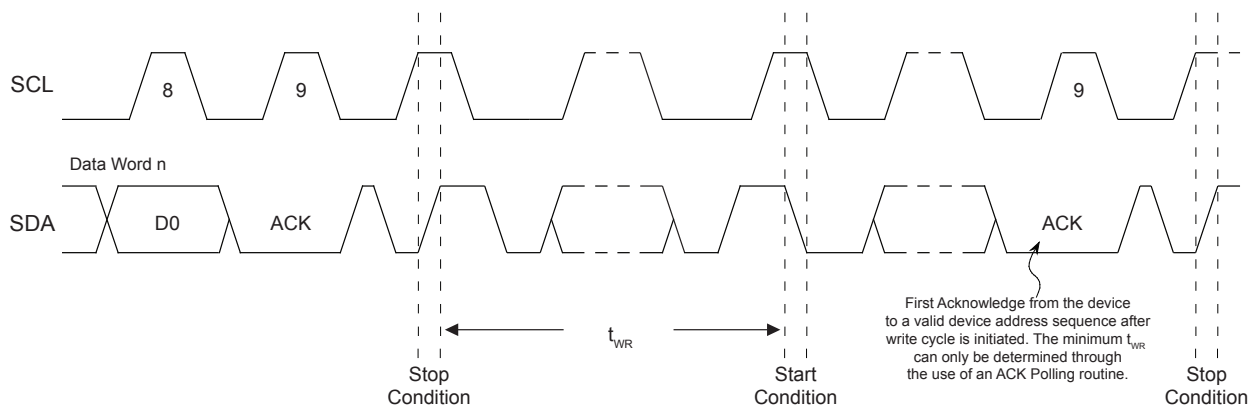 SCL
8
9
9
Data Word n
SDA
D0
ACK
ACK
First Acknowledge from the device
to a valid device address sequence after
write cycle is initiated. The minimum tWR
can only be determined through
the use of an ACK Polling routine.
tWR
Stop
Condition
Start
Condition
Stop
Condition